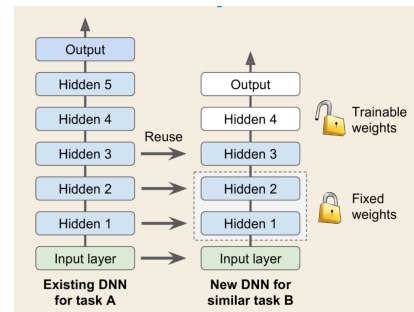 Output
Hidden 5
Hidden 4
Hidden 3
Hidden 2
Hidden 1
Input layer
Existing DNN
for task A
Reuse
Output
Hidden 4
Hidden 3
Hidden 2
Hidden 1
Input layer
New DNN for
similar task B
Trainable
weights
Fixed
weights